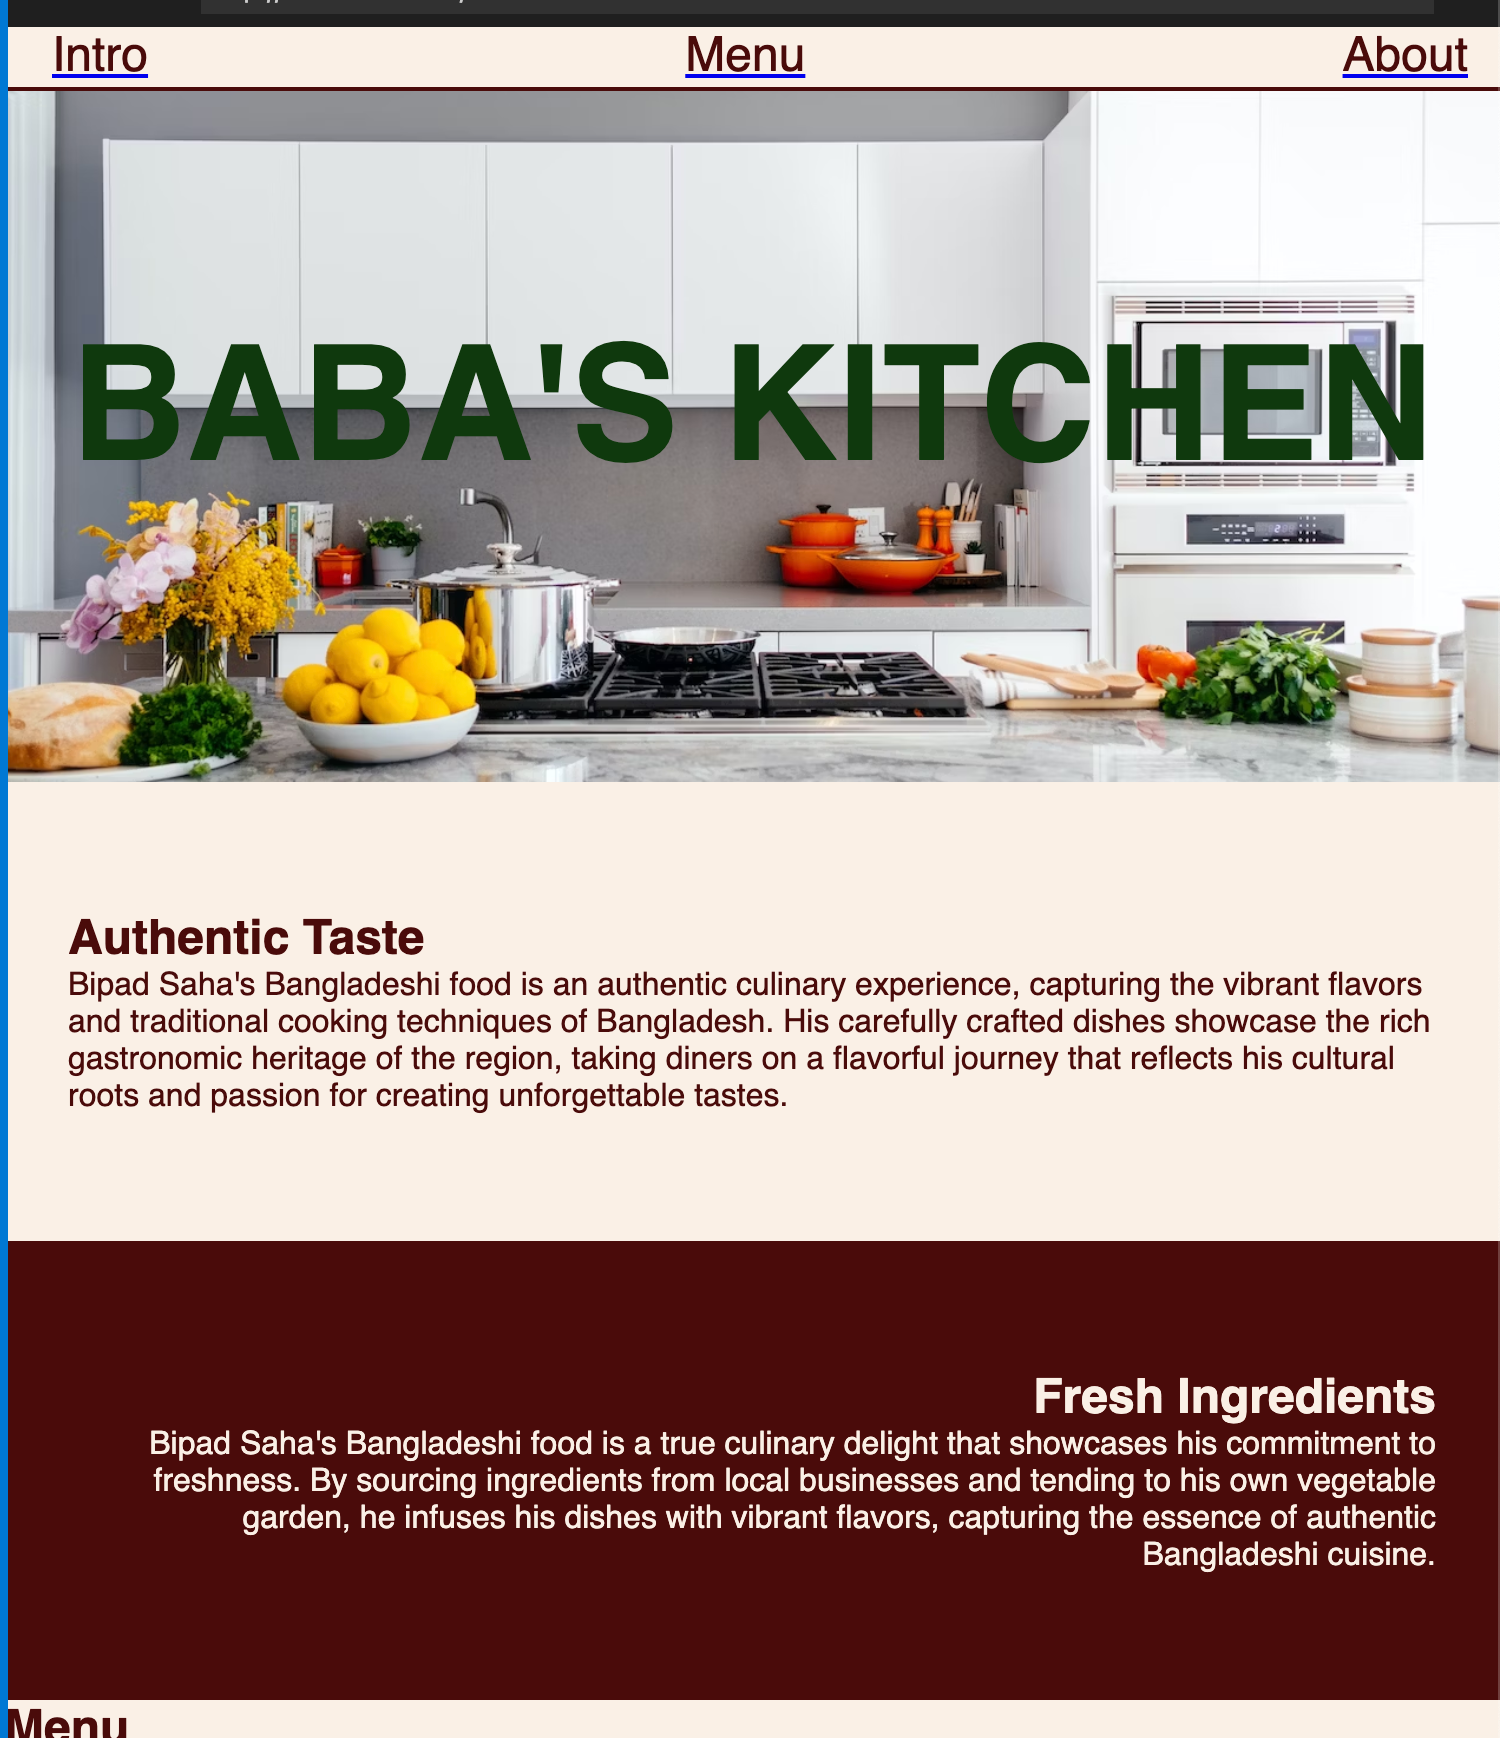 Intro Menu About
BABA'S KITCHEN
Authentic Taste
Bipad Saha's Bangladeshi food is an authentic culinary experience, capturing the vibrant flavors
and traditional cooking techniques of Bangladesh. His carefully crafted dishes showcase the rich
gastronomic heritage of the region, taking diners on a flavorful journey that reflects his cultural
roots and passion for creating unforgettable tastes.
Fresh Ingredients
Bipad Saha's Bangladeshi food is a true culinary delight that showcases his commitment to
freshness. By sourcing ingredients from local businesses and tending to his own vegetable
garden, he infuses his dishes with vibrant flavors, capturing the essence of authentic
Bangladeshi cuisine.
Menu